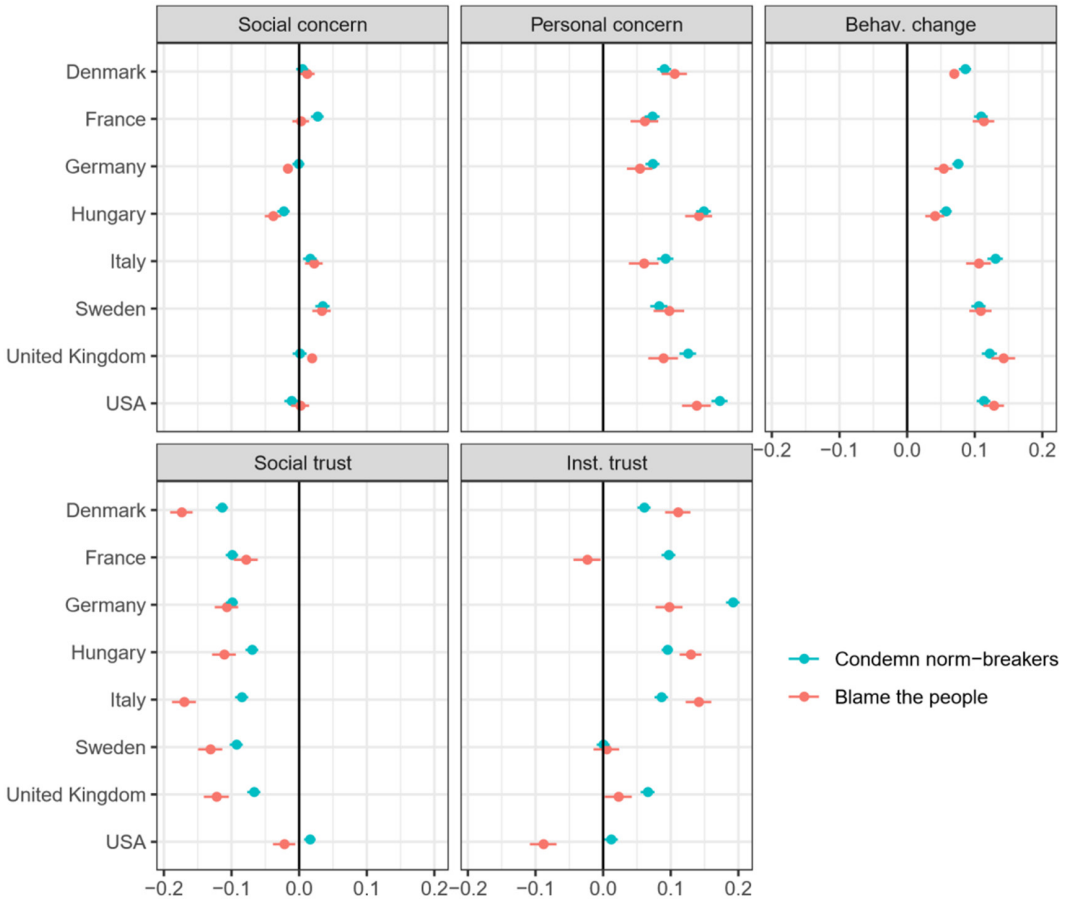 Social concern
Personal concern
Behav. change
Denmark
France
Germany
Hungary
Italy
Sweden
United Kingdom
USA
−0.2 −0.1 0.0 0.1 0.2
Social trust
Inst. trust
Denmark
France
Germany
Hungary
Italy
Sweden
United Kingdom
USA
−0.2 −0.1 0.0 0.1 0.2
−0.2 −0.1 0.0 0.1 0.2
Condemn norm−breakers
Blame the people